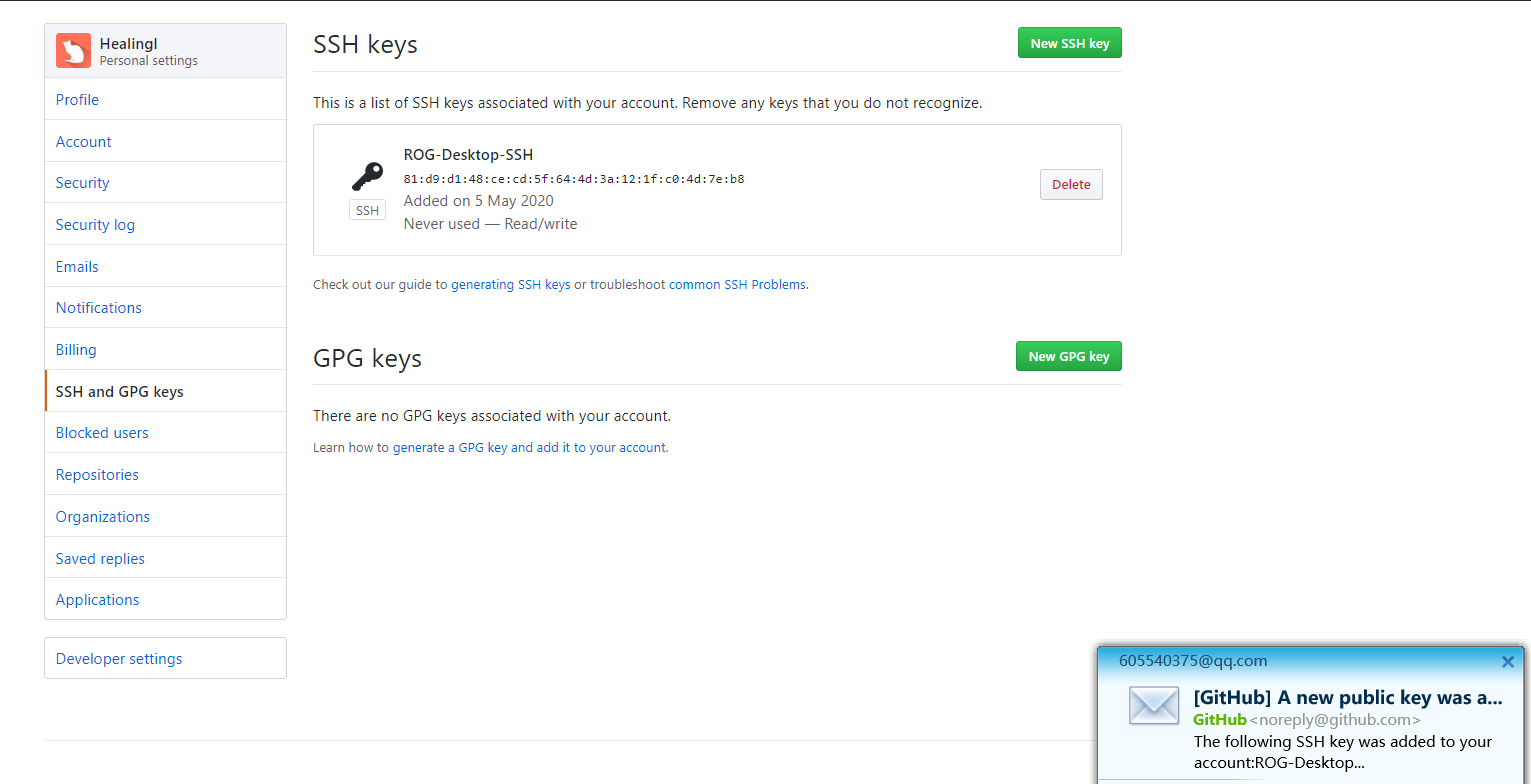 Healingl
Personal settings
Profile
Account
Security
Security log
Emails
Notifications
Billing
SSH and GPG keys
Blocked users
Repositories
Organizations
Saved replies
Applications
Developer settings
SSH keys
New SSH key
This is a list of SSH keys associated with your account. Remove any keys that you do not recognize.
ROG-Desktop-SSH
81:d9:d1:48:ce:cd:5f:64:4d:3a:12:1f:c0:4d:7e:b8
Added on 5 May 2020
Never used — Read/write
SSH
Delete
Check out our guide to generating SSH keys or troubleshoot common SSH Problems.
GPG keys
New GPG key
There are no GPG keys associated with your account.
Learn how to generate a GPG key and add it to your account.
605540375@qq.com
[GitHub] A new public key was a...
GitHub <noreply@github.com>
The following SSH key was added to your
account:ROG-Desktop...